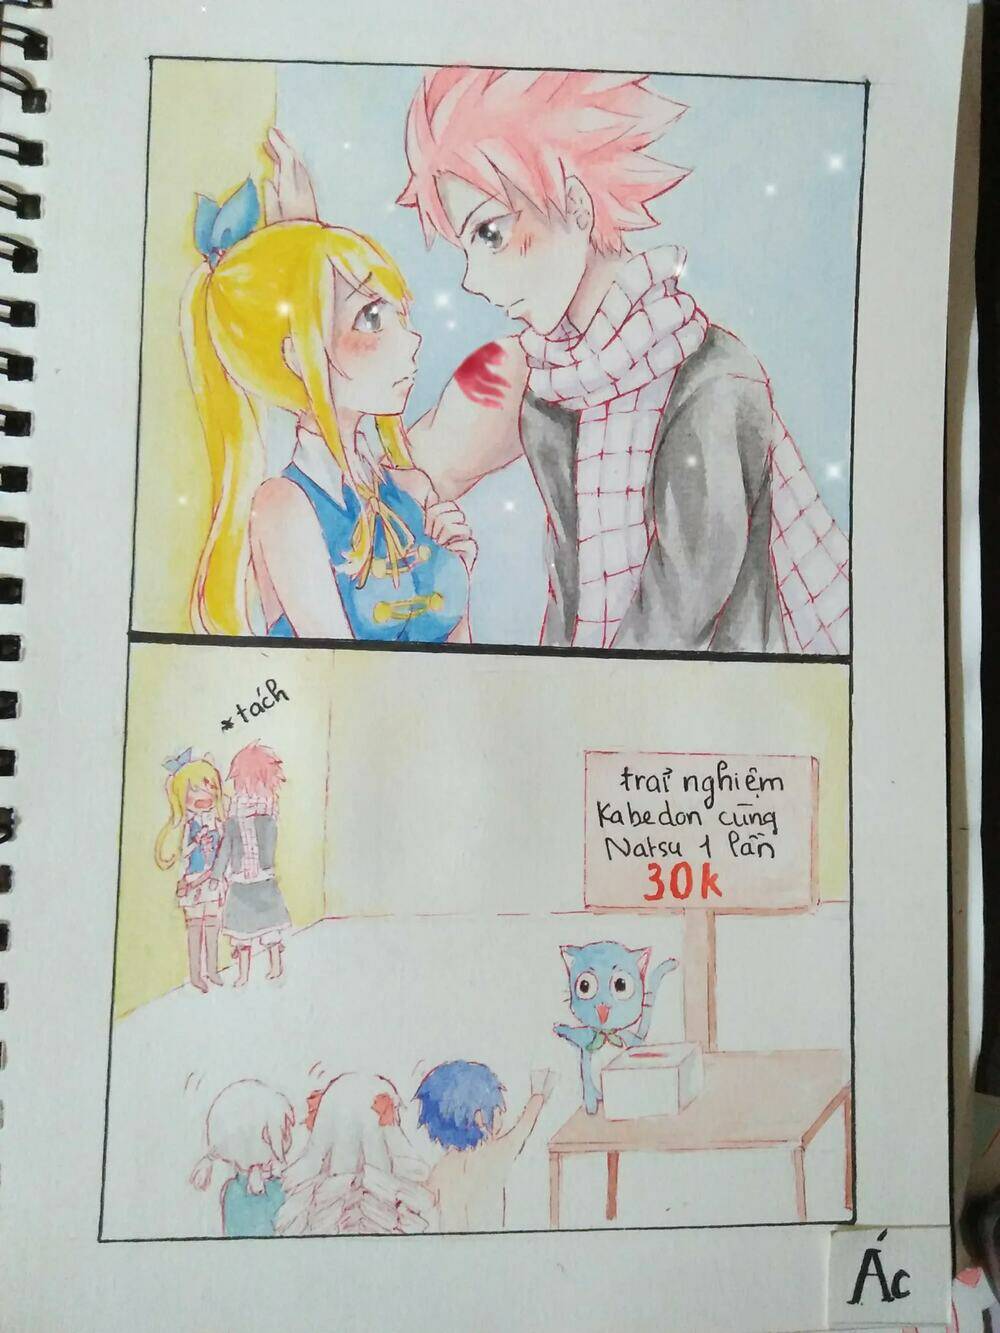 *tách
trải nghiệm
Kabedon cùng
Natsu 1 lần
30k
Ác